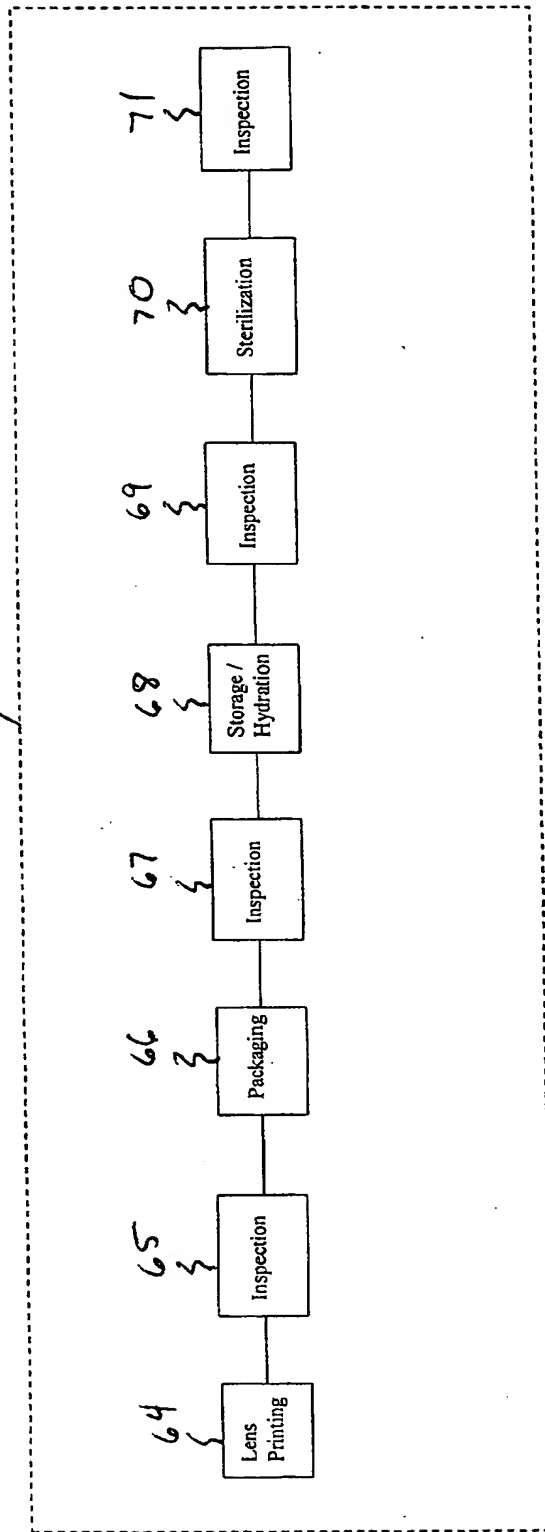 64
Lens
Printing
65
Inspection
66
Packaging
67
Inspection
68
Storage /
Hydration
69
Inspection
70
Sterilization
71
Inspection